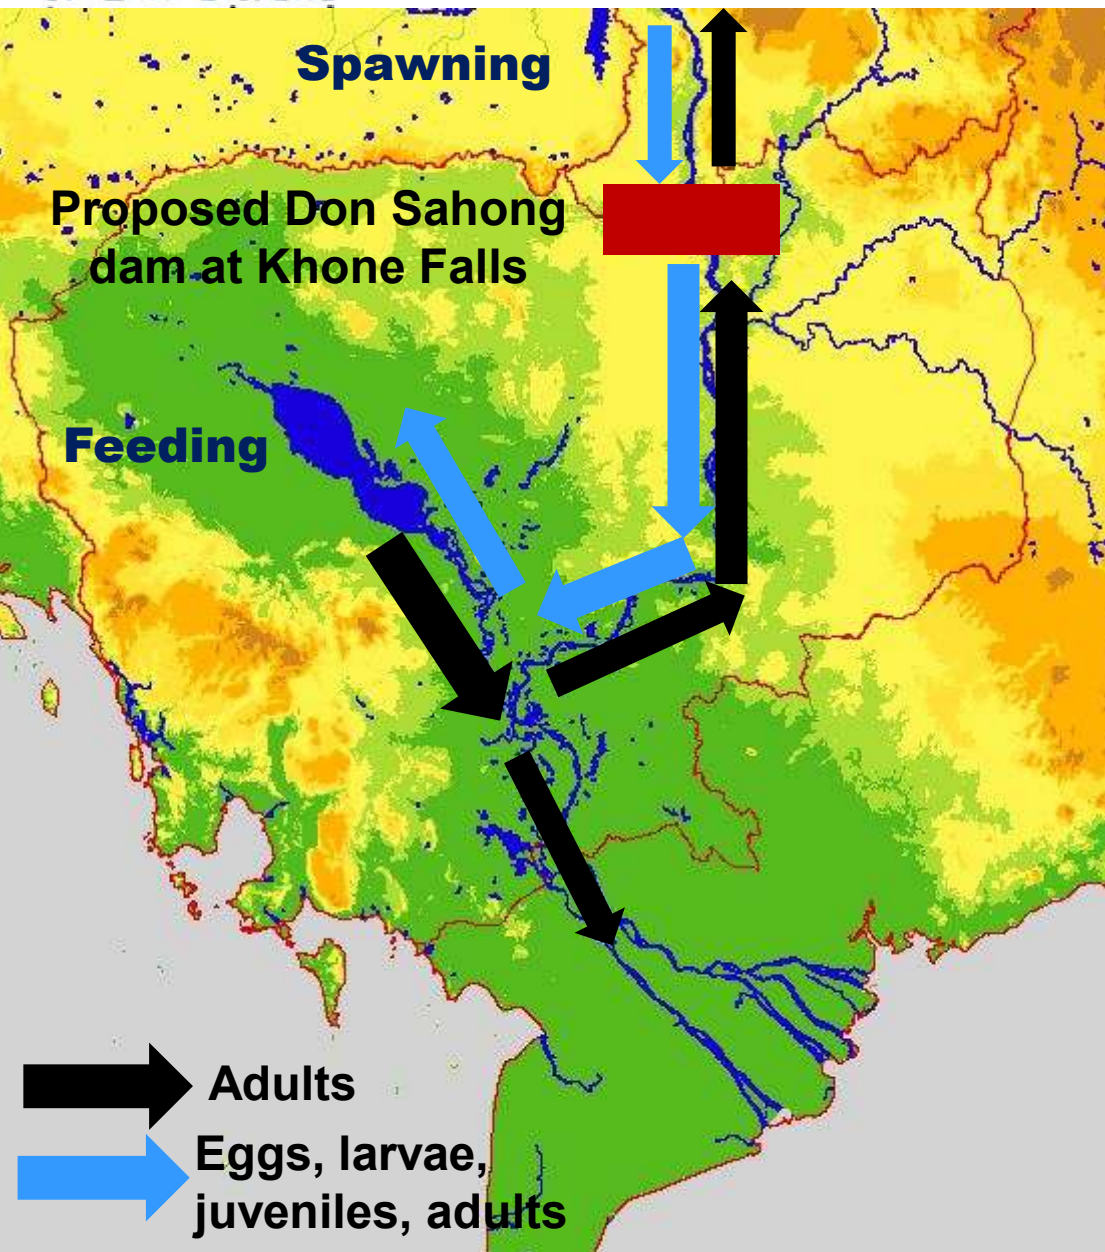 Spawning
Proposed Don Sahong
dam at Khone Falls
Feeding
Adults
Eggs, larvae,
juveniles, adults